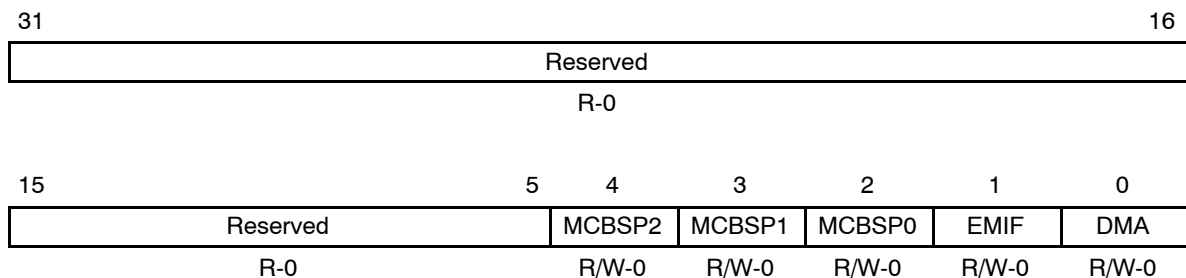 31 16
Reserved
R-0
15 5 4 3 2 1 0
Reserved MCBSP2 MCBSP1 MCBSP0 EMIF DMA
R-0 R/W-0 R/W-0 R/W-0 R/W-0 R/W-0